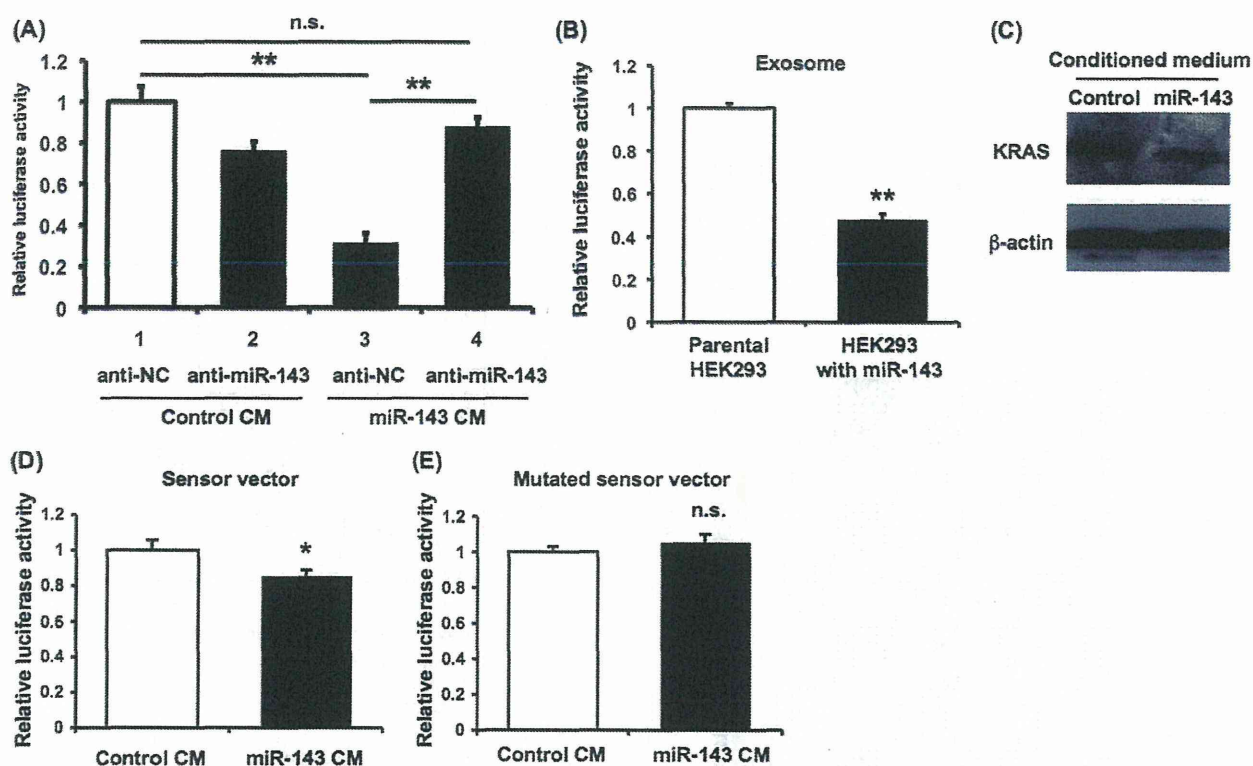 (A)
n.s.
**
**
Relative luciferase activity
1.2
1
0.8
0.6
0.4
0.2
0
1 2 3 4
anti-NC anti-miR-143 anti-NC anti-miR-143
Control CM miR-143 CM
(B)
Exosome
Relative luciferase activity
1.2
1
0.8
0.6
0.4
0.2
0
**
Parental HEK293
HEK293 with miR-143
(C)
Conditioned medium
Control miR-143
KRAS
β-actin
(D)
Sensor vector
Relative luciferase activity
1.2
1
0.8
0.6
0.4
0.2
0
*
Control CM miR-143 CM
(E)
Mutated sensor vector
n.s.
Relative luciferase activity
1.2
1
0.8
0.6
0.4
0.2
0
Control CM miR-143 CM